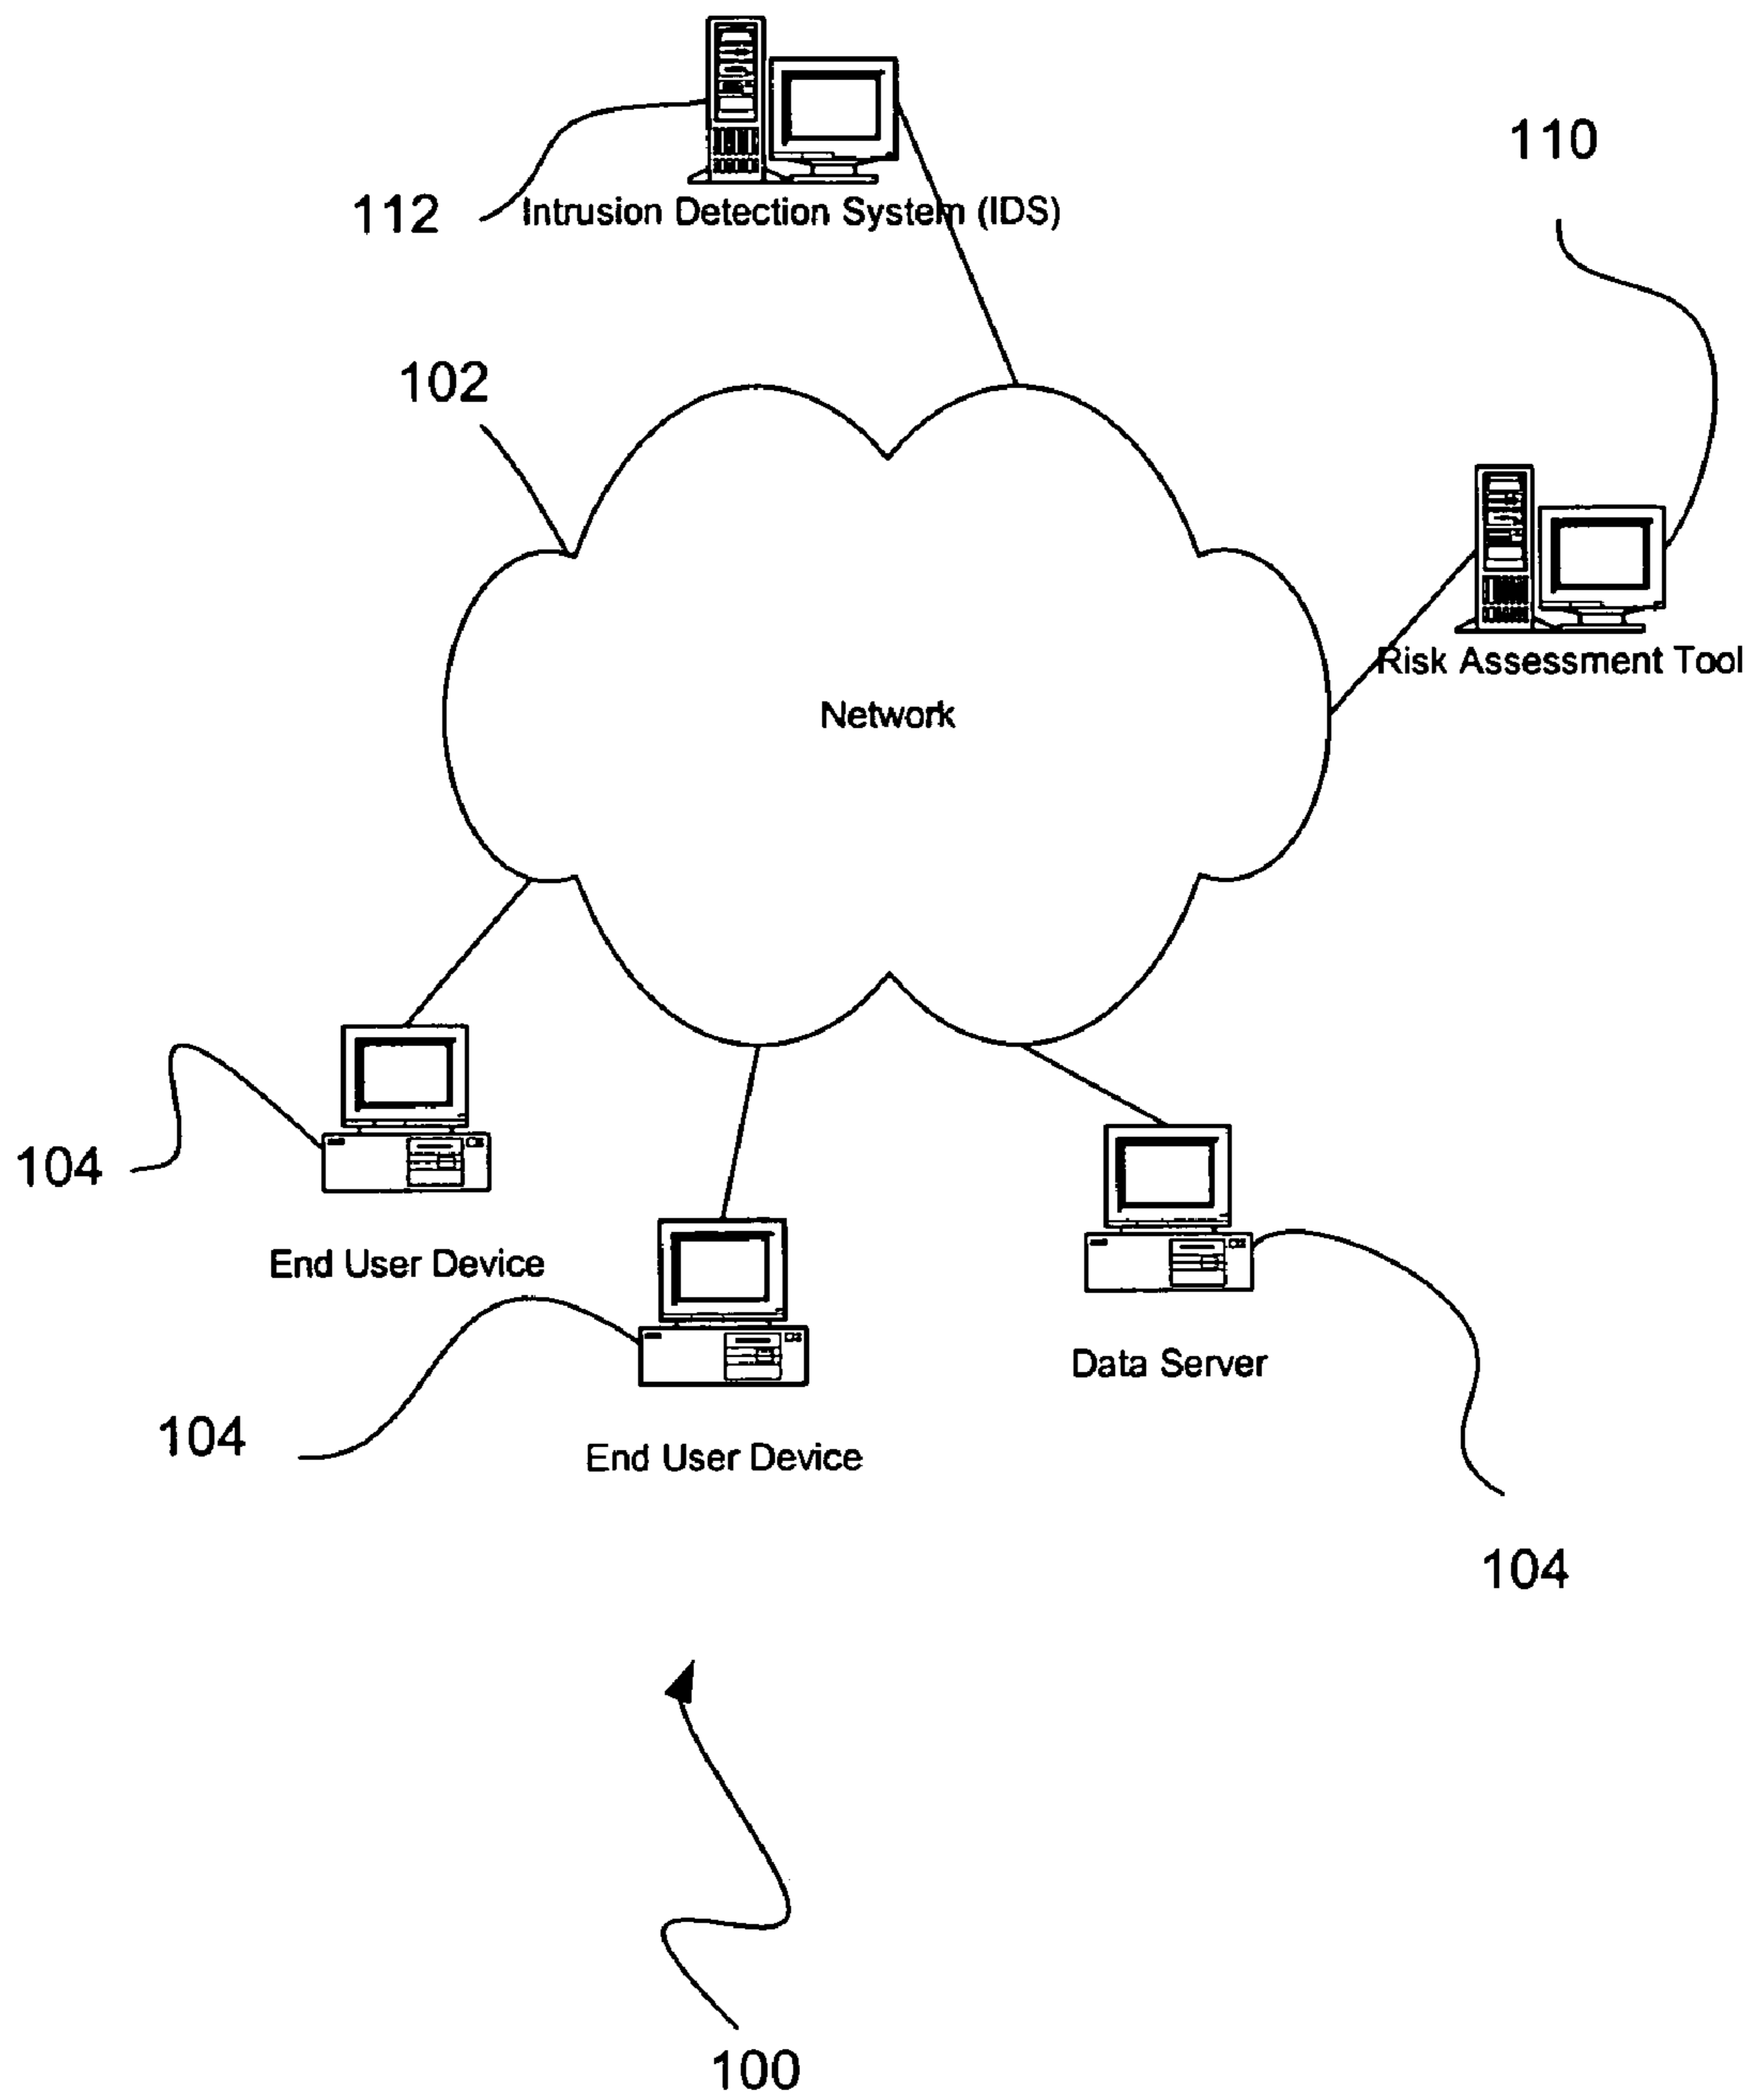 110
112
Intrusion Detection System (IDS)
102
Risk Assessment Tool
Network
104
End User Device
Data Server
104
End User Device
104
100